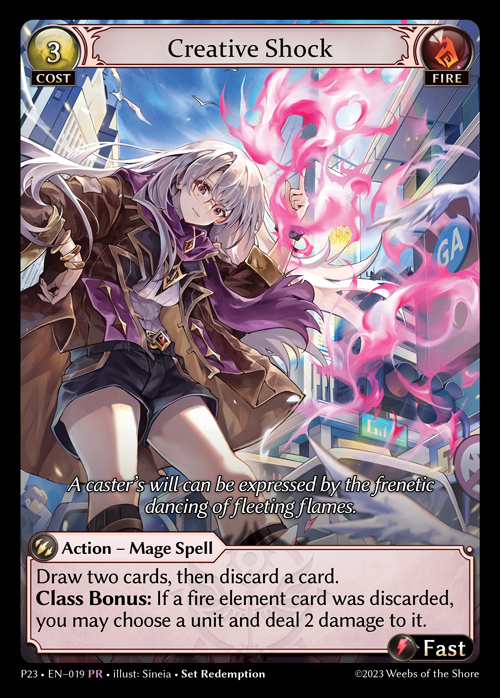 3
COST
Creative Shock
FIRE
GA
A caster's will can be expressed by the frenetic
dancing of fleeting flames.
Action – Mage Spell
Draw two cards, then discard a card.
Class Bonus: If a fire element card was discarded,
you may choose a unit and deal 2 damage to it.
Fast
P23 • EN–019 PR • illust: Sineia • Set Redemption
©2023 Weebs of the Shore